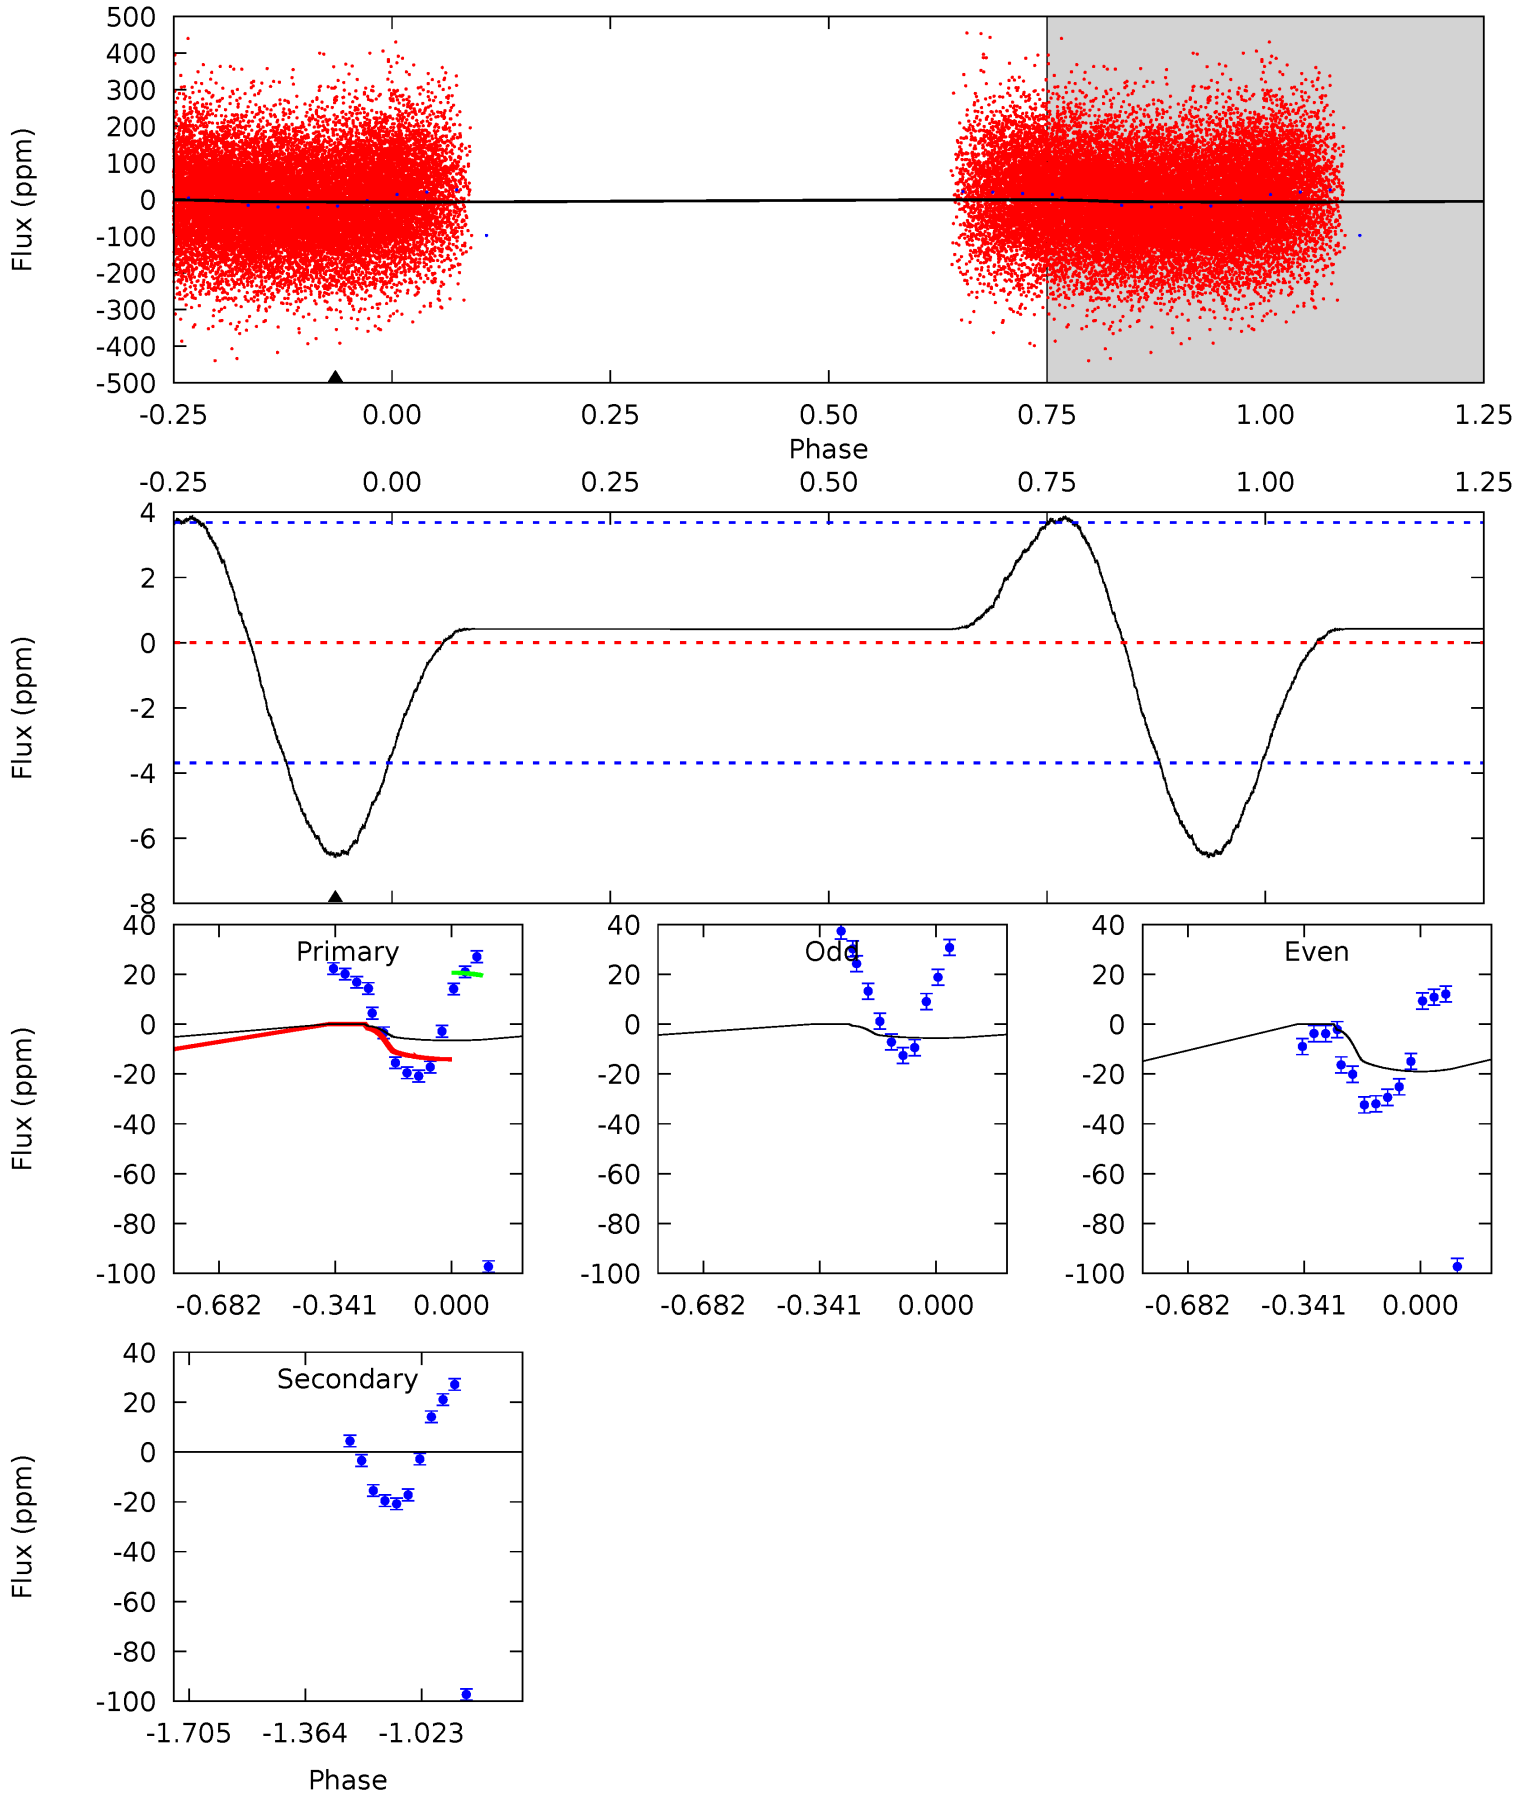 500
400
300
200
100
0
-100
-200
-300
-400
-500
Flux (ppm)
-0.25 0.00 0.25 0.50 0.75 1.00 1.25
Phase
-0.25 0.00 0.25 0.50 0.75 1.00 1.25
4
2
0
-2
-4
-6
-8
Flux (ppm)
Primary Odd Even
40 40 40
20 20 20
0 0 0
-20 -20 -20
-40 -40 -40
-60 -60 -60
-80 -80 -80
-100 -100 -100
Flux (ppm)
-0.682 -0.341 0.000 -0.682 -0.341 0.000 -0.682 -0.341 0.000
Secondary
40
20
0
-20
-40
-60
-80
-100
Flux (ppm)
-1.705 -1.364 -1.023
Phase